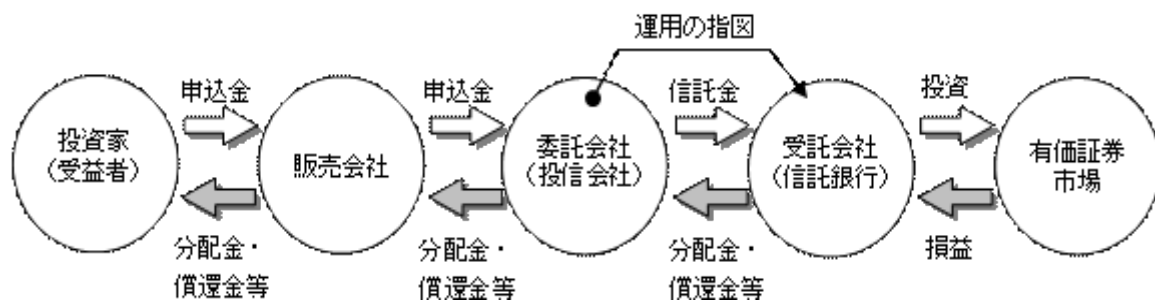 運用の指図
申込金
申込金
信託金
投資
投資家
(受益者)
販売会社
委託会社
(投信会社)
受託会社
(信託銀行)
有価証券
市場
分配金・
償還金等
分配金・
償還金等
分配金・
償還金等
損益